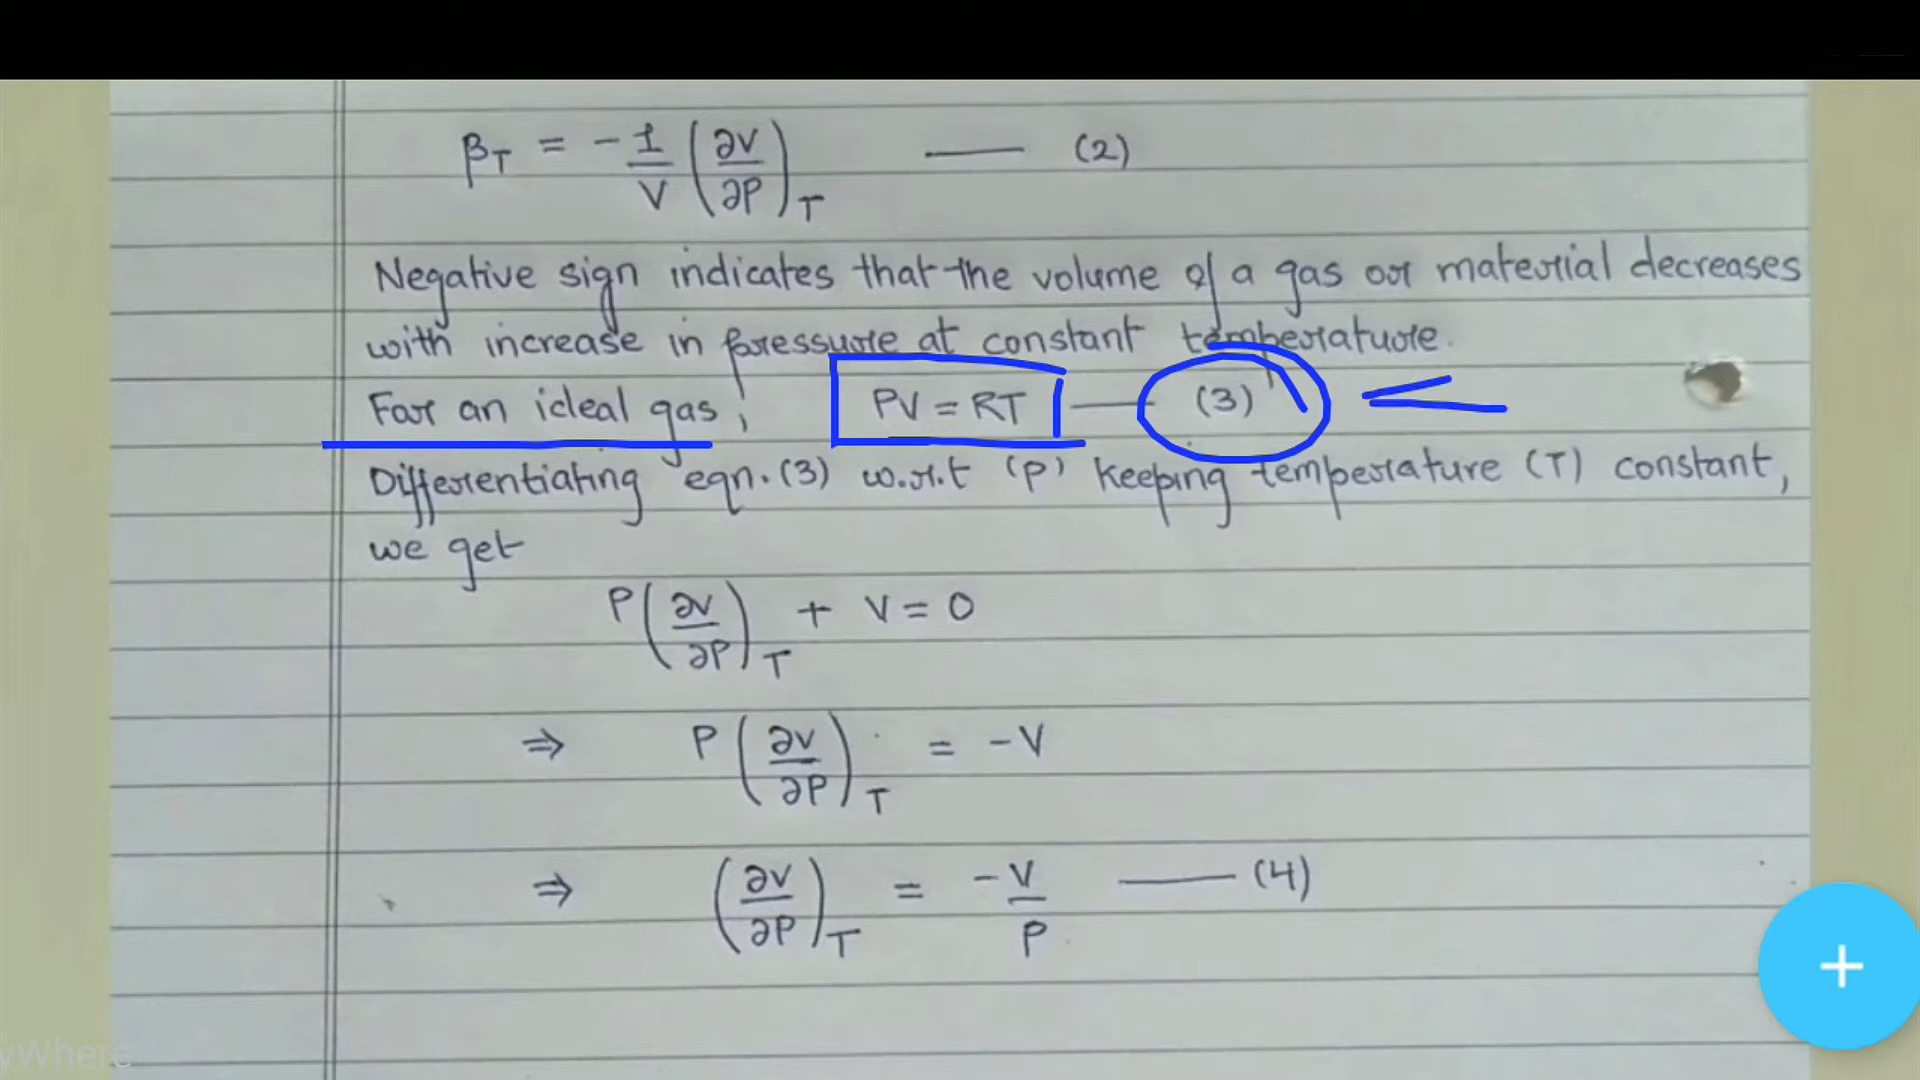 β_T = -1/V (∂V/∂P)_T —— (2)
Negative sign indicates that the volume of a gas or material decreases
with increase in pressure at constant temperature.
For an ideal gas, PV = RT —— (3)
Differentiating eqn. (3) w.r.t (P) keeping temperature (T) constant,
we get
P(∂V/∂P)_T + V = 0
⇒ P(∂V/∂P)_T = -V
⇒ (∂V/∂P)_T = -V/P —— (4)
yWhere
+